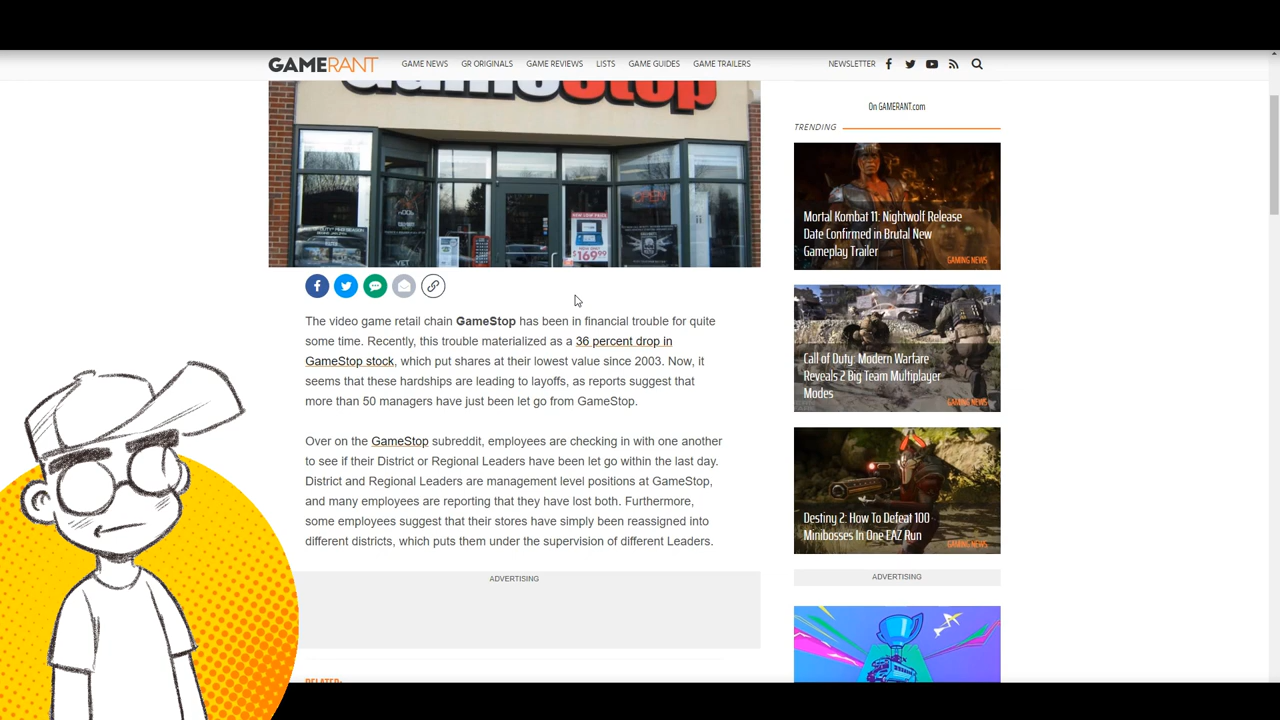 GAMERANT
GAME NEWS
GR ORIGINALS
GAME REVIEWS
LISTS
GAME GUIDES
GAME TRAILERS
NEWSLETTER
GameStop
OPEN
NEW LOW PRICE
$169.99
The video game retail chain GameStop has been in financial trouble for quite
some time. Recently, this trouble materialized as a 36 percent drop in
GameStop stock, which put shares at their lowest value since 2003. Now, it
seems that these hardships are leading to layoffs, as reports suggest that
more than 50 managers have just been let go from GameStop.
Over on the GameStop subreddit, employees are checking in with one another
to see if their District or Regional Leaders have been let go within the last day.
District and Regional Leaders are management level positions at GameStop,
and many employees are reporting that they have lost both. Furthermore,
some employees suggest that their stores have simply been reassigned into
different districts, which puts them under the supervision of different Leaders.
ADVERTISING
RELATED:
On GAMERANT.com
TRENDING
Mortal Kombat 11: Nightwolf Release
Date Confirmed in Brutal New
Gameplay Trailer
GAMING NEWS
Call of Duty: Modern Warfare
Reveals 2 Big Team Multiplayer
Modes
GAMING NEWS
Destiny 2: How To Defeat 100
Minibosses In One EAZ Run
GAMING NEWS
ADVERTISING